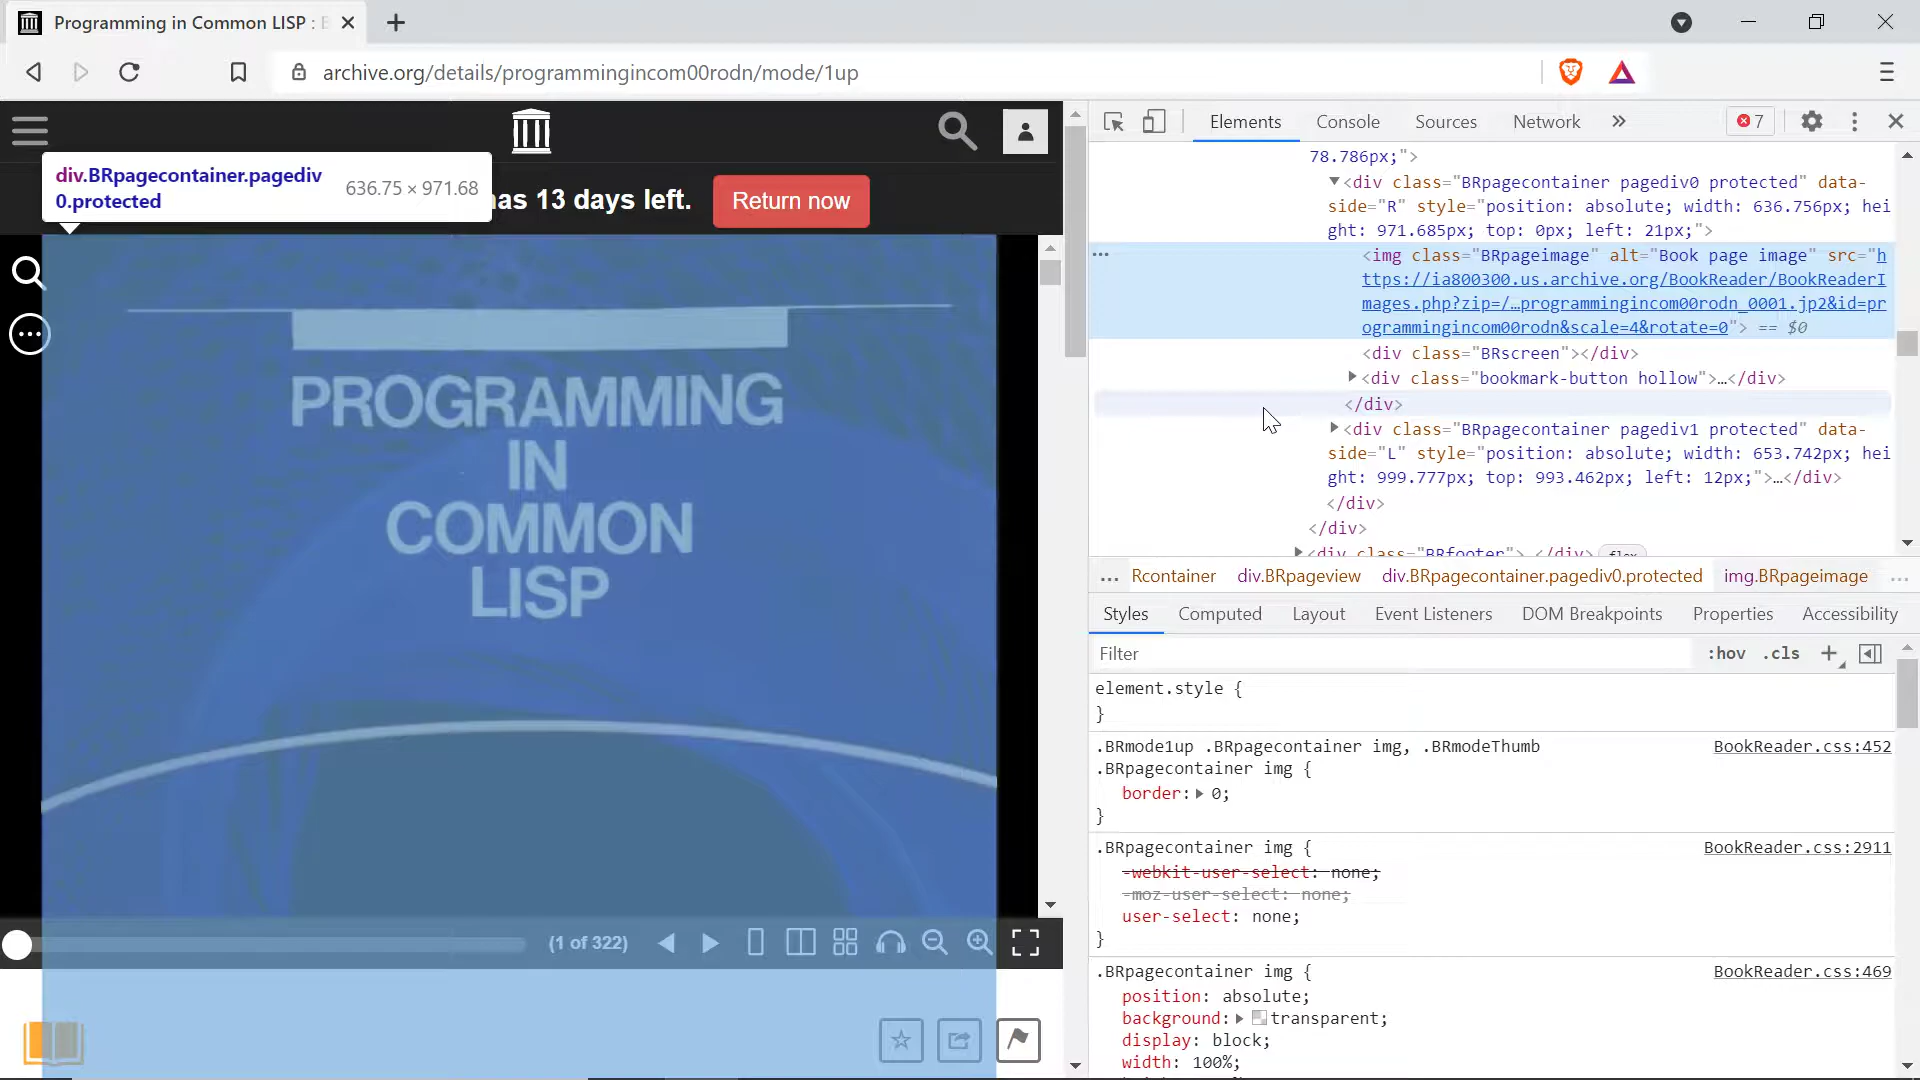 Programming in Common LISP :
archive.org/details/programmingincom00rodn/mode/1up
div.BRpagecontainer.pagediv
0.protected
636.75 × 971.68
has 13 days left.
Return now
PROGRAMMING
IN
COMMON
LISP
(1 of 322)
Elements
Console
Sources
Network
7
78.786px;">
<div class="BRpagecontainer pagediv0 protected" data-
side="R" style="position: absolute; width: 636.756px; hei
ght: 971.685px; top: 0px; left: 21px;">
<img class="BRpageimage" alt="Book page image" src="h
ttps://ia800300.us.archive.org/BookReader/BookReaderI
mages.php?zip=/…programmingincom00rodn_0001.jp2&id=pr
ogrammingincom00rodn&scale=4&rotate=0"> == $0
<div class="BRscreen"></div>
<div class="bookmark-button hollow">…</div>
</div>
<div class="BRpagecontainer pagediv1 protected" data-
side="L" style="position: absolute; width: 653.742px; hei
ght: 999.777px; top: 993.462px; left: 12px;">…</div>
</div>
</div>
<div class="BRfooter"> </div> flex
... Rcontainer div.BRpageview div.BRpagecontainer.pagediv0.protected img.BRpageimage ...
Styles
Computed
Layout
Event Listeners
DOM Breakpoints
Properties
Accessibility
Filter
:hov
.cls
element.style {
}
.BRmode1up .BRpagecontainer img, .BRmodeThumb
.BRpagecontainer img {
BookReader.css:452
border: 0;
}
.BRpagecontainer img {
BookReader.css:2911
-webkit-user-select: none;
-moz-user-select: none;
user-select: none;
}
.BRpagecontainer img {
BookReader.css:469
position: absolute;
background: transparent;
display: block;
width: 100%;